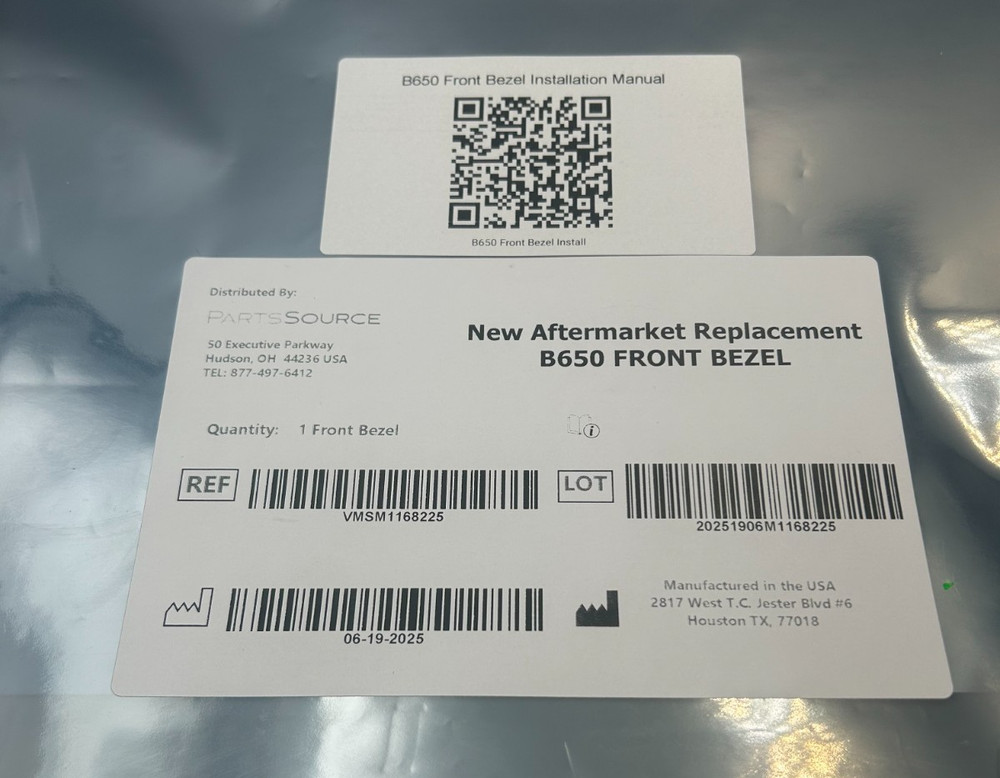 B650 Front Bezel Installation Manual
B650 Front Bezel Install
Distributed By:
PARTSSOURCE
50 Executive Parkway
Hudson, OH 44236 USA
TEL: 877-497-6412
New Aftermarket Replacement
B650 FRONT BEZEL
Quantity: 1 Front Bezel
i
REF
VMSM1168225
LOT
20251906M1168225
06-19-2025
Manufactured in the USA
2817 West T.C. Jester Blvd #6
Houston TX, 77018